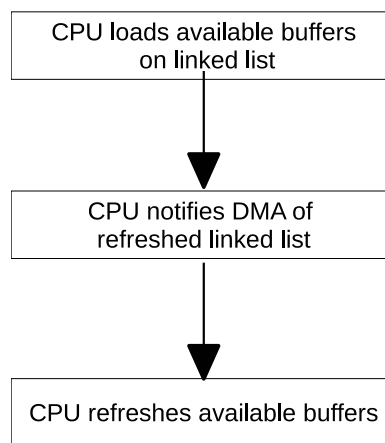 CPU loads available buffers
on linked list
CPU notifies DMA of
refreshed linked list
CPU refreshes available buffers